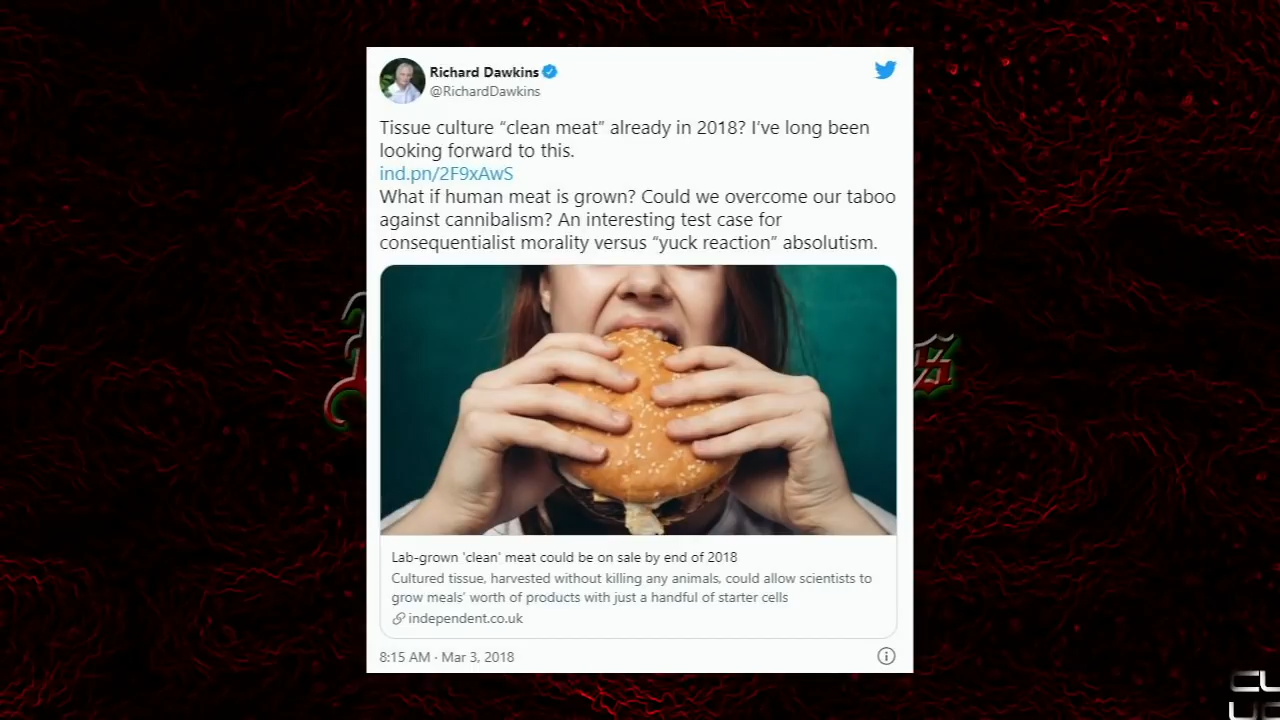 Richard Dawkins
@RichardDawkins
Tissue culture “clean meat” already in 2018? I’ve long been
looking forward to this.
ind.pn/2F9xAwS
What if human meat is grown? Could we overcome our taboo
against cannibalism? An interesting test case for
consequentialist morality versus “yuck reaction” absolutism.
Lab-grown 'clean' meat could be on sale by end of 2018
Cultured tissue, harvested without killing any animals, could allow scientists to
grow meals’ worth of products with just a handful of starter cells
independent.co.uk
8:15 AM · Mar 3, 2018